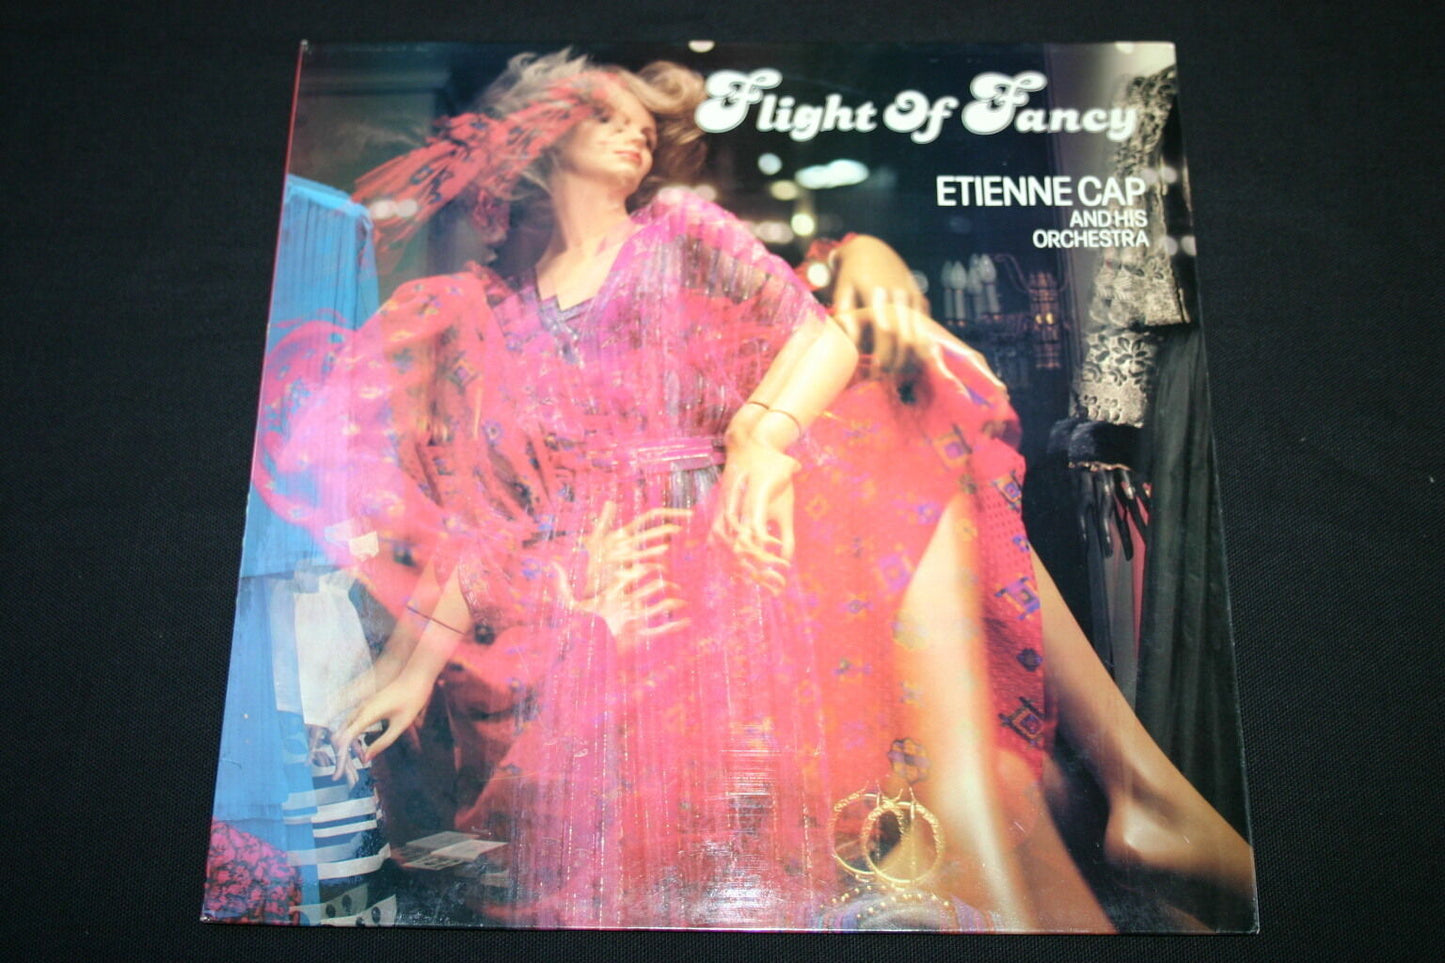 Flight Of Fancy
ETIENNE CAP
AND HIS
ORCHESTRA